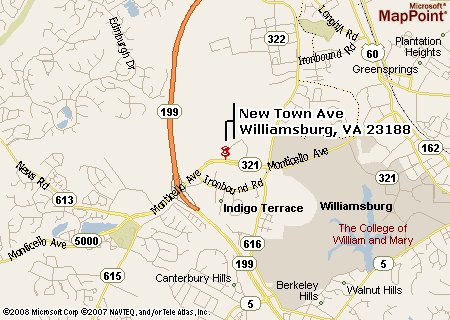 Microsoft®
MapPoint®
Longhill Rd
322
60
Plantation
Heights
Edinburgh Dr
Ironbound Rd
Greensprings
199
New Town Ave
Williamsburg, VA 23188
162
321
Monticello Ave
News Rd
Monticello Ave
Ironbound Rd
321
613
Indigo Terrace
Williamsburg
The College of
William and Mary
Monticello Ave
5000
616
615
199
Canterbury Hills
Berkeley
Hills
Walnut Hills
5
5
©2008 Microsoft Corp ©2007 NAVTEQ, and/or Tele Atlas, Inc.